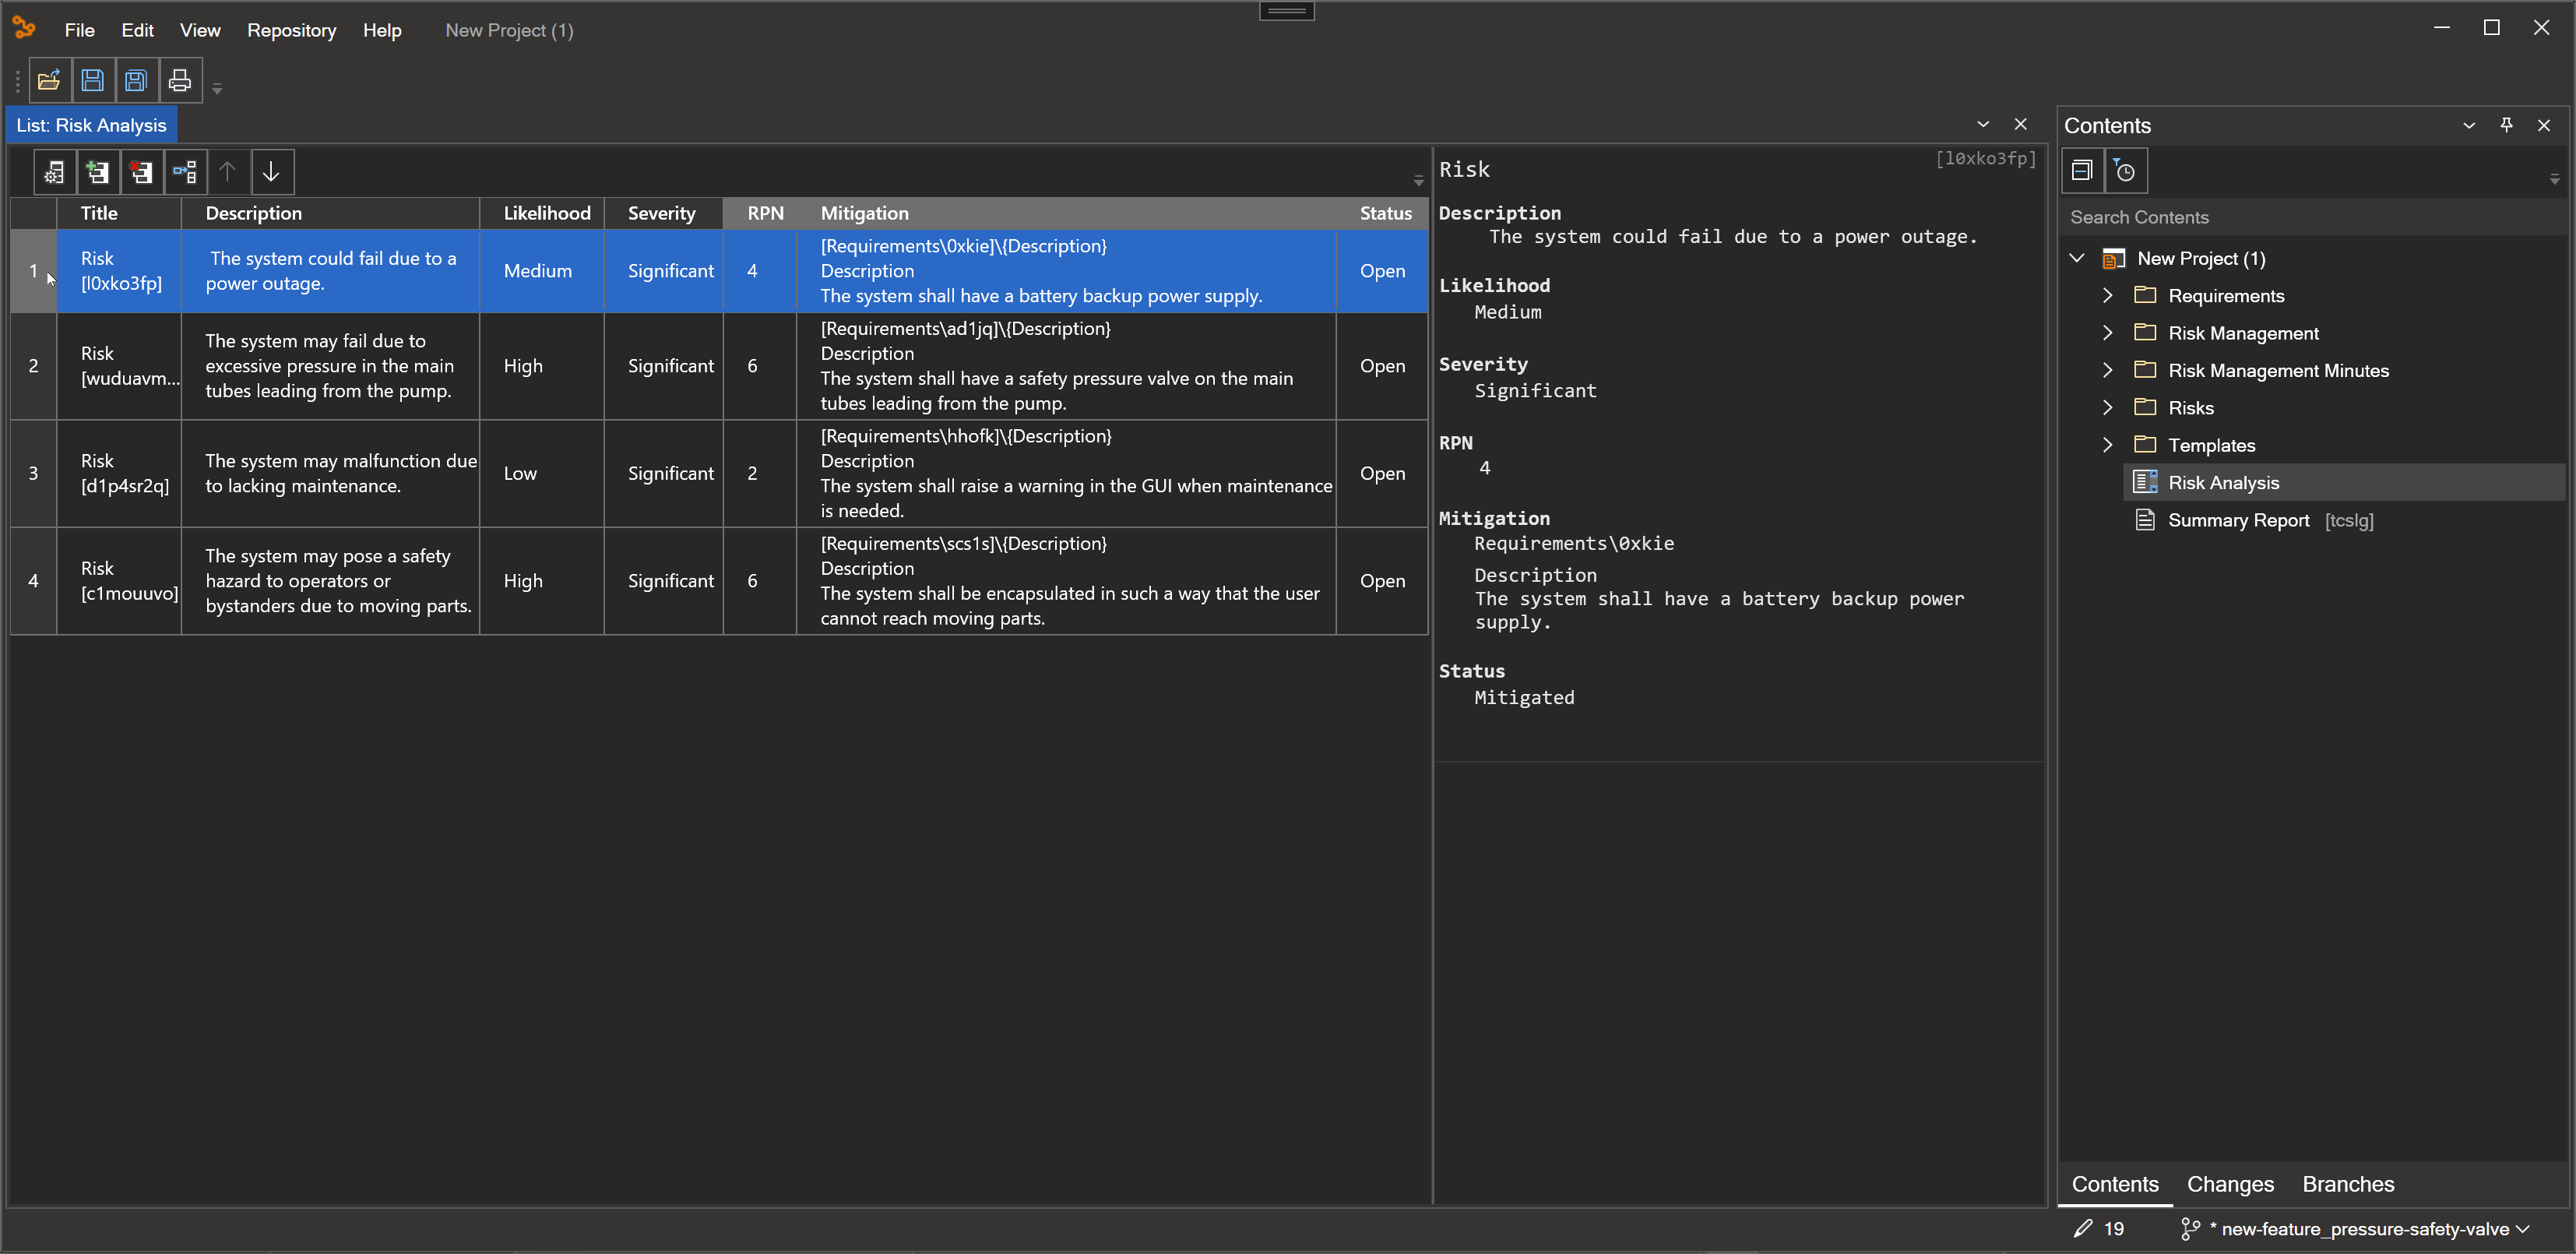 File Edit View Repository Help New Project (1)
List: Risk Analysis
Title Description Likelihood Severity RPN Mitigation Status
1
Risk
[l0xko3fp]
The system could fail due to a
power outage.
Medium
Significant
4
[Requirements\0xkie]\{Description}
Description
The system shall have a battery backup power supply.
Open
2
Risk
[wuduavm...
The system may fail due to
excessive pressure in the main
tubes leading from the pump.
High
Significant
6
[Requirements\ad1jq]\{Description}
Description
The system shall have a safety pressure valve on the main
tubes leading from the pump.
Open
3
Risk
[d1p4sr2q]
The system may malfunction due
to lacking maintenance.
Low
Significant
2
[Requirements\hhofk]\{Description}
Description
The system shall raise a warning in the GUI when maintenance
is needed.
Open
4
Risk
[c1mouuvo]
The system may pose a safety
hazard to operators or
bystanders due to moving parts.
High
Significant
6
[Requirements\scs1s]\{Description}
Description
The system shall be encapsulated in such a way that the user
cannot reach moving parts.
Open
Risk [l0xko3fp]
Description
The system could fail due to a power outage.
Likelihood
Medium
Severity
Significant
RPN
4
Mitigation
Requirements\0xkie
Description
The system shall have a battery backup power
supply.
Status
Mitigated
Contents
Search Contents
New Project (1)
Requirements
Risk Management
Risk Management Minutes
Risks
Templates
Risk Analysis
Summary Report [tcslg]
Contents Changes Branches
19 * new-feature_pressure-safety-valve